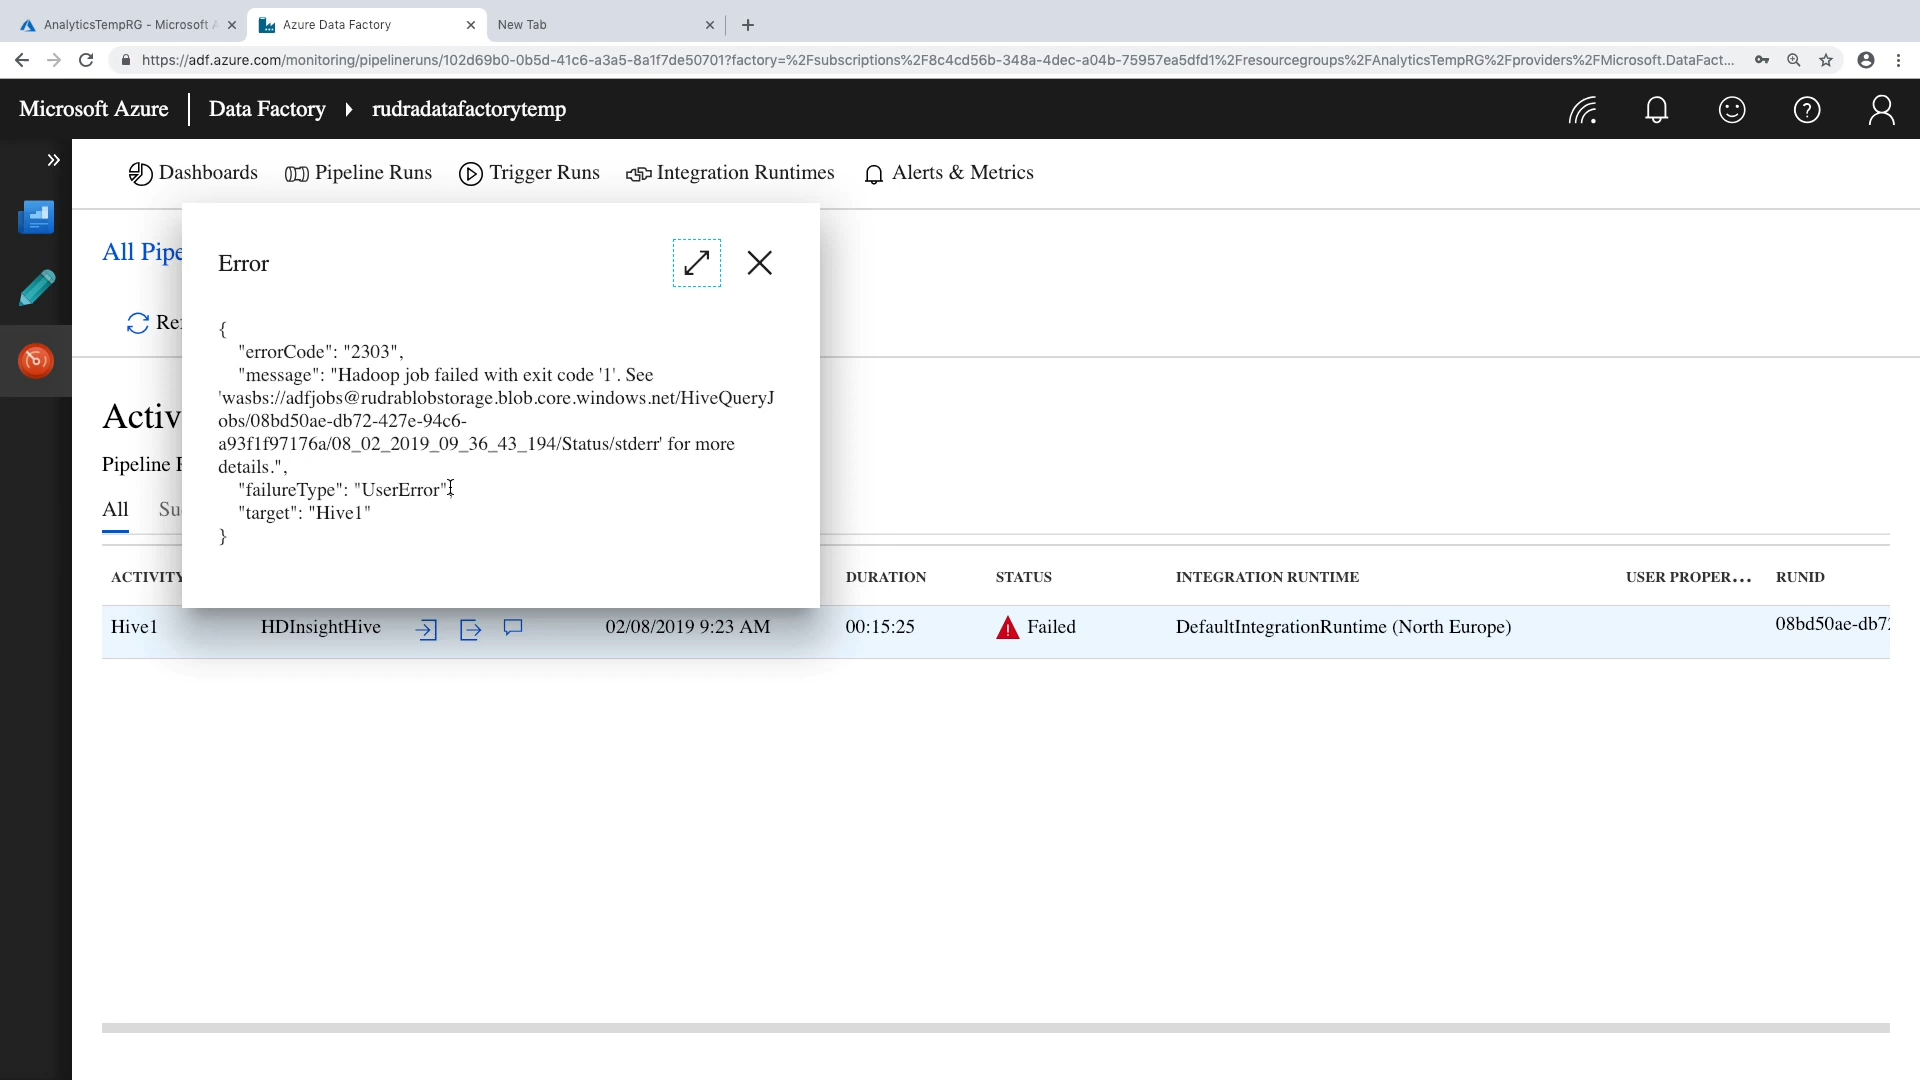 AnalyticsTempRG - Microsoft
Azure Data Factory
New Tab
https://adf.azure.com/monitoring/pipelineruns/102d69b0-0b5d-41c6-a3a5-8a1f7de50701?factory=%2Fsubscriptions%2F8c4cd56b-348a-4dec-a04b-75957ea5dfd1%2Fresourcegroups%2FAnalyticsTempRG%2Fproviders%2FMicrosoft.DataFact...
Microsoft Azure Data Factory rudradatafactorytemp
Dashboards Pipeline Runs Trigger Runs Integration Runtimes Alerts & Metrics
All Pipe
Error
Re
{
"errorCode": "2303",
"message": "Hadoop job failed with exit code '1'. See
'wasbs://adfjobs@rudrablobstorage.blob.core.windows.net/HiveQueryJ
obs/08bd50ae-db72-427e-94c6-
a93f1f97176a/08_02_2019_09_36_43_194/Status/stderr' for more
details.",
"failureType": "UserError",
"target": "Hive1"
}
Activ
Pipeline
All Su
ACTIVITY DURATION STATUS INTEGRATION RUNTIME USER PROPER... RUNID
Hive1 HDInsightHive 02/08/2019 9:23 AM 00:15:25 Failed DefaultIntegrationRuntime (North Europe) 08bd50ae-db72